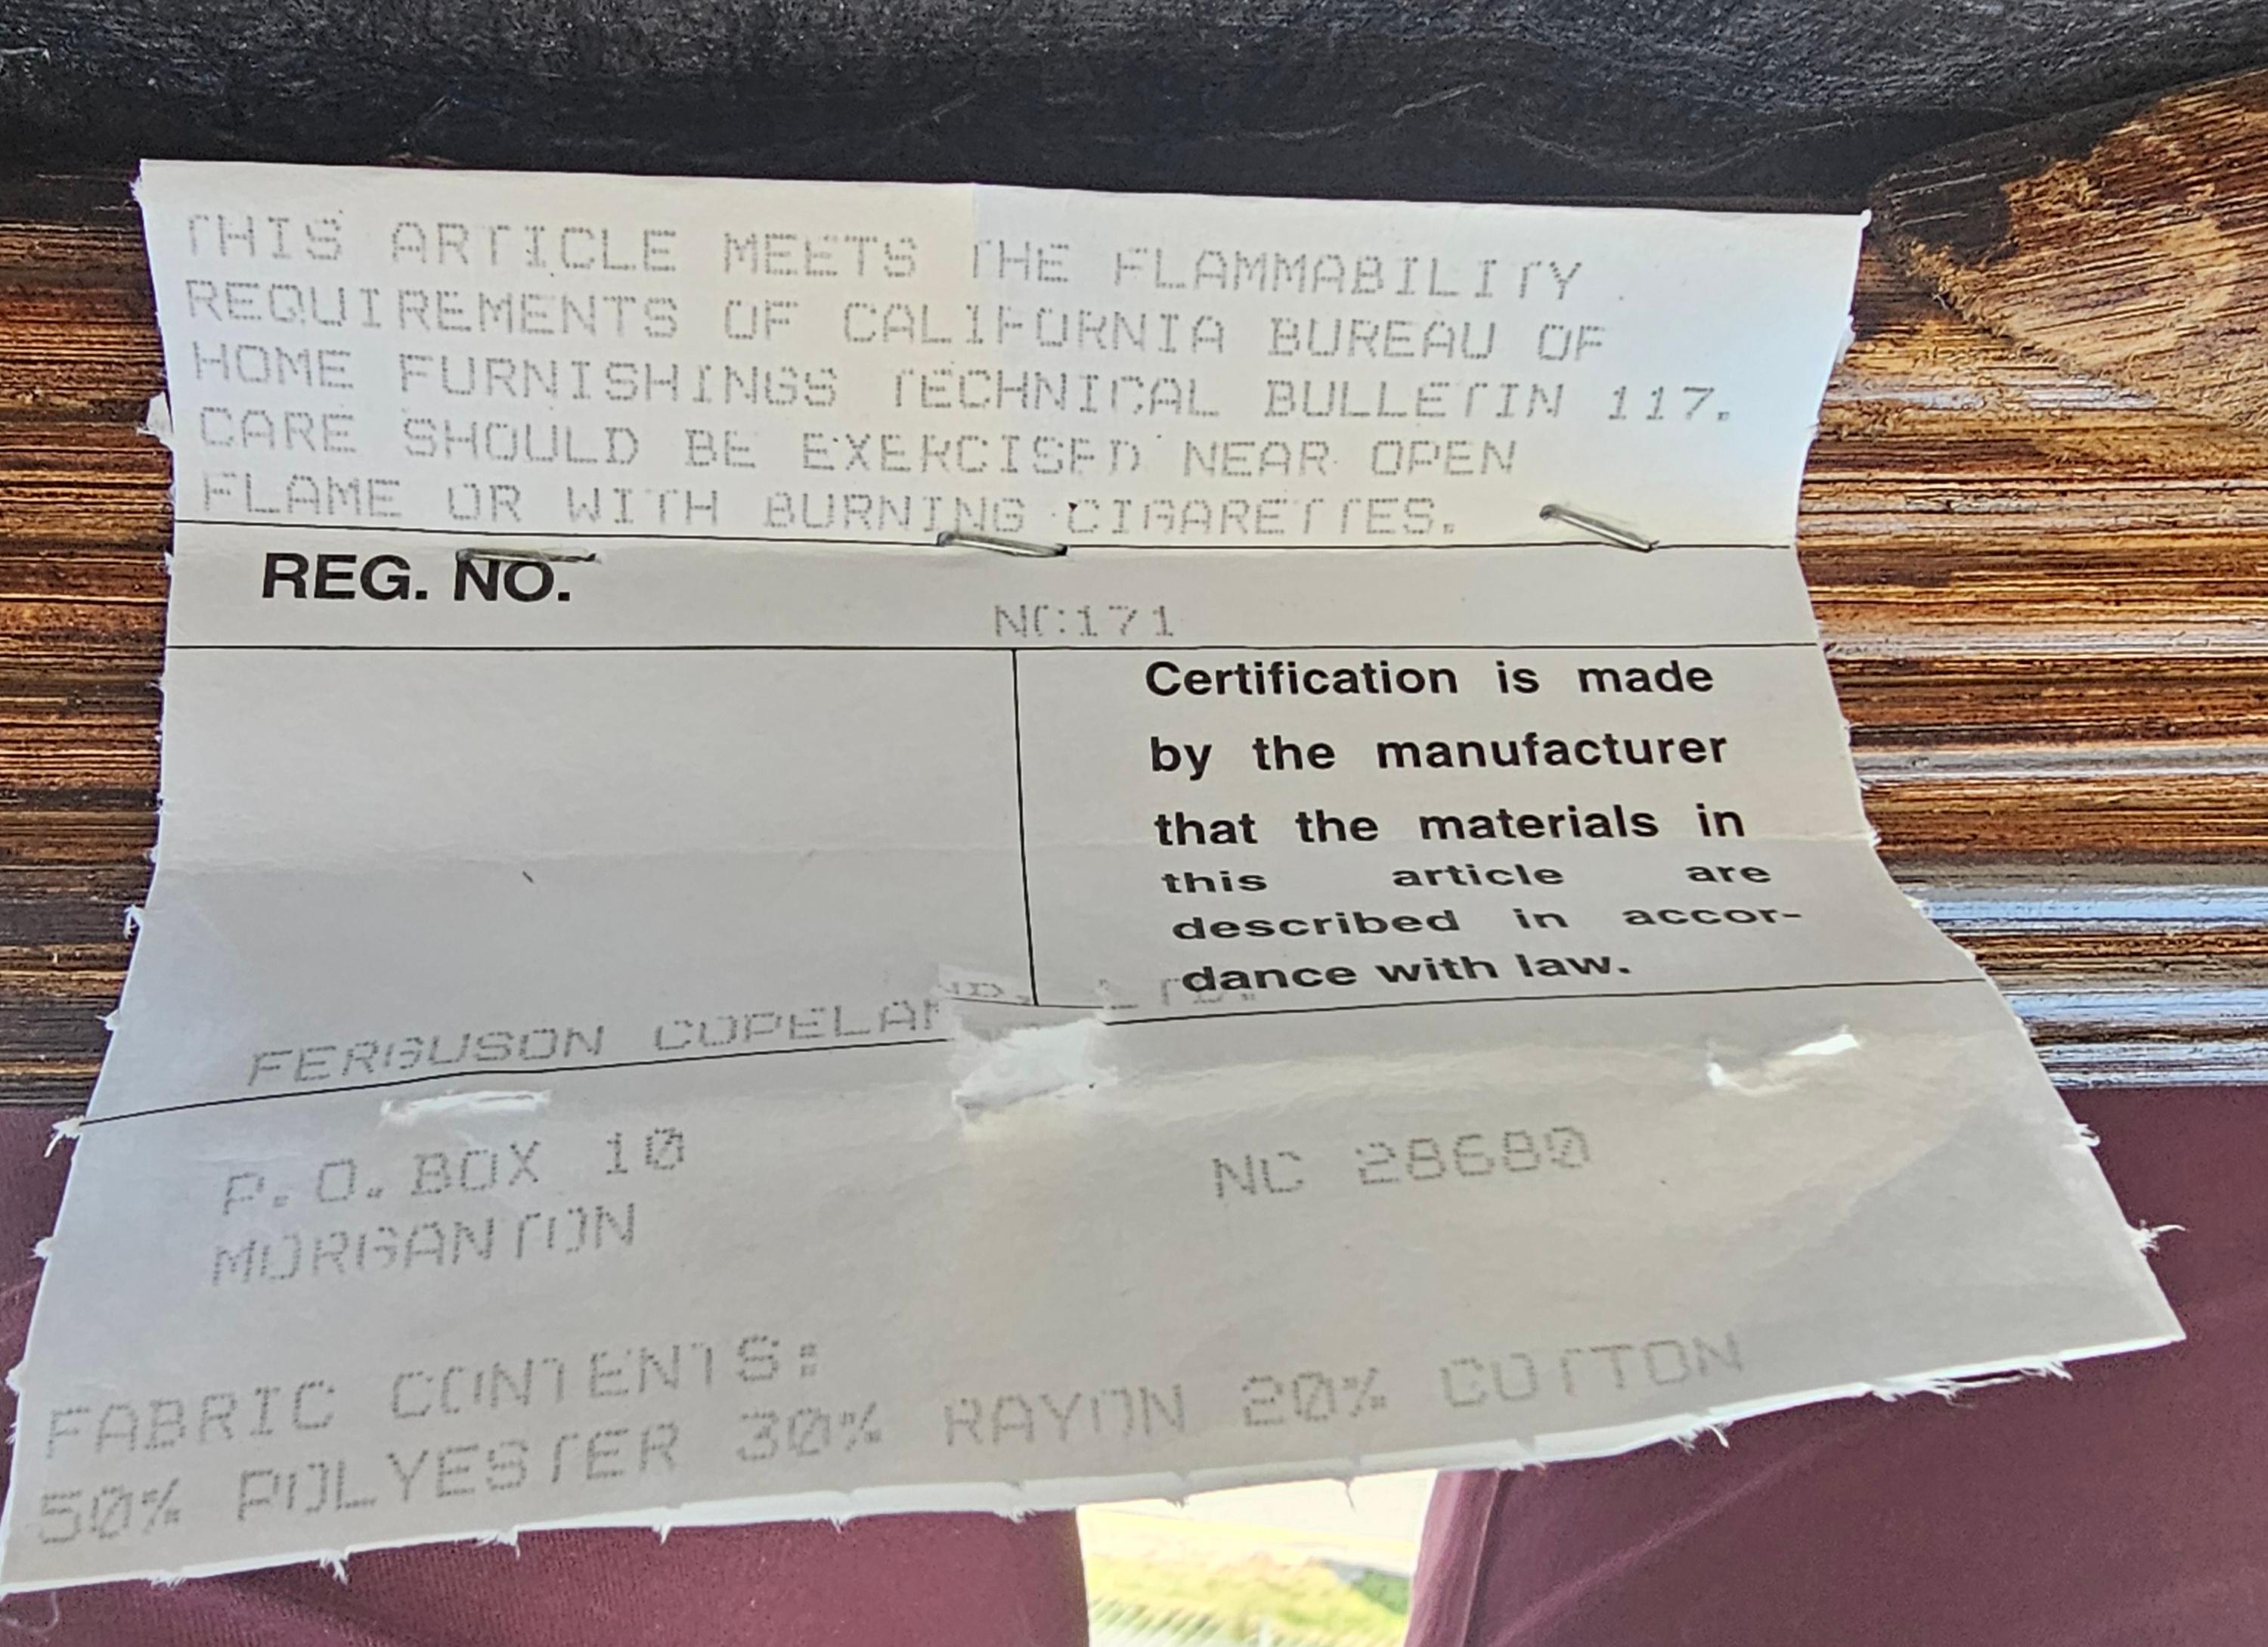 THIS ARTICLE MEETS THE FLAMMABILITY
REQUIREMENTS OF CALIFORNIA BUREAU OF
HOME FURNISHINGS TECHNICAL BULLETIN 117.
CARE SHOULD BE EXERCISED NEAR OPEN
FLAME OR WITH BURNING CIGARETTES.
REG. NO.
NC171
Certification is made
by the manufacturer
that the materials in
this article are
described in accor-
dance with law.
FERGUSON COPELAND, LTD.
P.O. BOX 10
MORGANTON
NC 28680
FABRIC CONTENTS:
50% POLYESTER 30% RAYON 20% COTTON